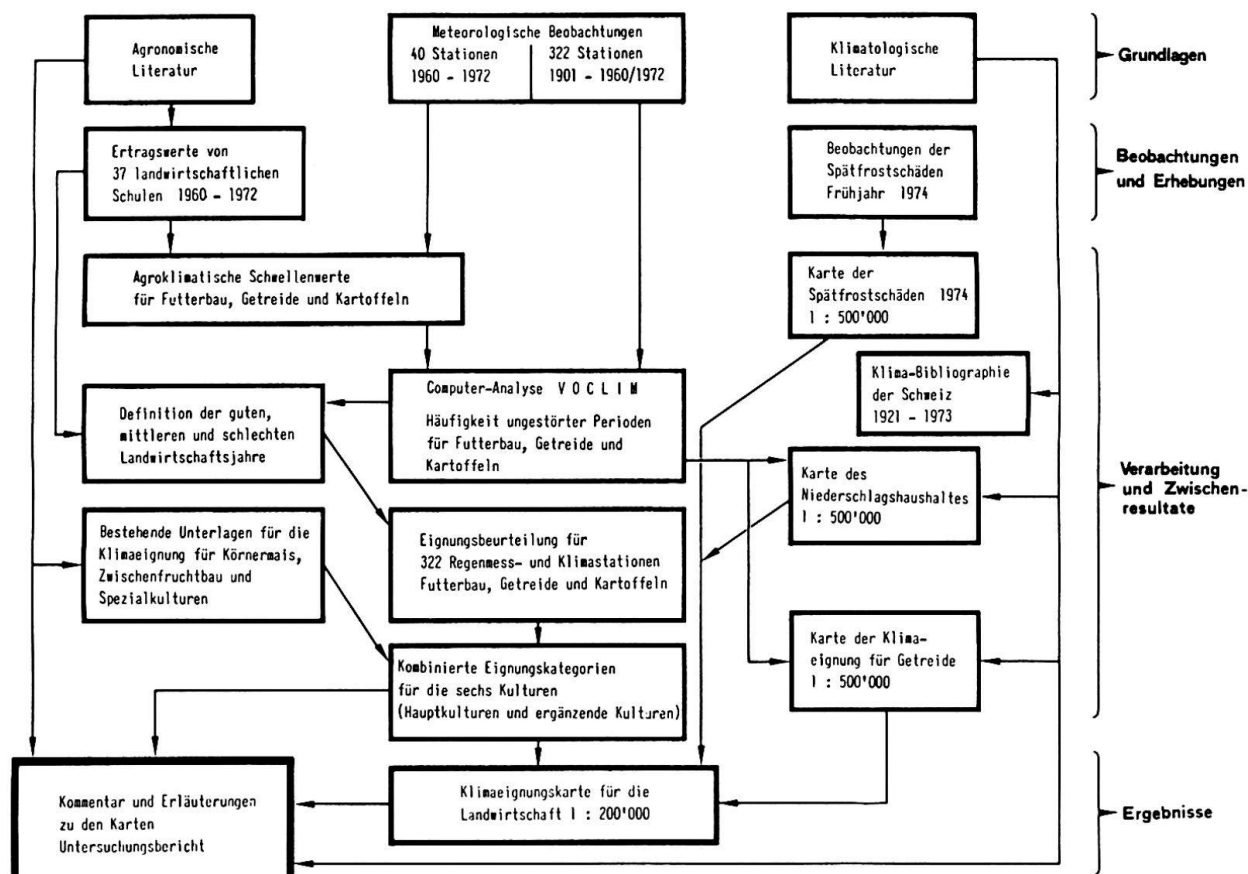 Agronomische
Literatur
Meteorologische Beobachtungen
40 Stationen
1960 - 1972
322 Stationen
1901 - 1960/1972
Klimatologische
Literatur
Grundlagen
Ertragswerte von
37 landwirtschaftlichen
Schulen 1960 - 1972
Beobachtungen der
Spätfrostschäden
Frühjahr 1974
Beobachtungen
und Erhebungen
Agroklimatische Schwellenwerte
für Futterbau, Getreide und Kartoffeln
Karte der
Spätfrostschäden 1974
1 : 500'000
Klima-Bibliographie
der Schweiz
1921 - 1973
Computer-Analyse V O C L I M
Häufigkeit ungestörter Perioden
für Futterbau, Getreide und
Kartoffeln
Definition der guten,
mittleren und schlechten
Landwirtschaftsjahre
Karte des
Niederschlagshaushaltes
1 : 500'000
Verarbeitung
und Zwischen-
resultate
Bestehende Unterlagen für die
Klimaeignung für Körnermais,
Zwischenfruchtbau und
Spezialkulturen
Eignungsbeurteilung für
322 Regenmess- und Klimastationen
Futterbau, Getreide und Kartoffeln
Karte der Klima-
eignung für Getreide
1 : 500'000
Kombinierte Eignungskategorien
für die sechs Kulturen
(Hauptkulturen und ergänzende Kulturen)
Kommentar und Erläuterungen
zu den Karten
Untersuchungsbericht
Klimaeignungskarte für die
Landwirtschaft 1 : 200'000
Ergebnisse